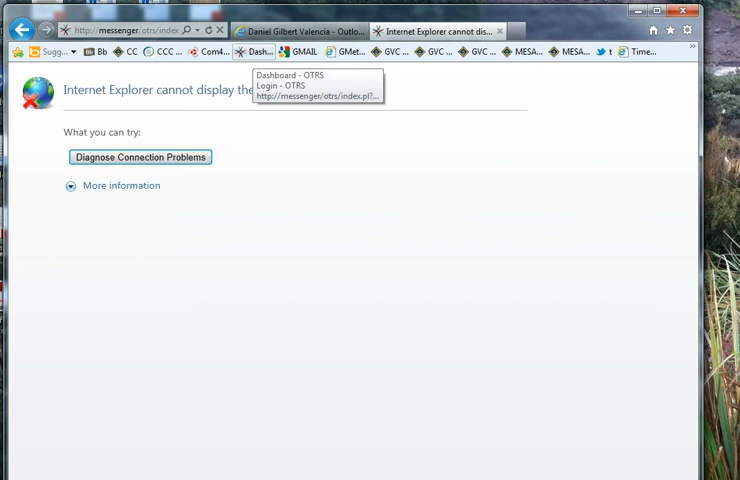 http://messenger/otrs/index
Daniel Gilbert Valencia - Outlo...
Internet Explorer cannot dis...
Sugg...
Bb
CC
CCC ...
Com4...
Dash...
GMAIL
GMet...
GVC ...
GVC ...
GVC ...
MESA...
MESA...
t
Time...
Dashboard - OTRS
Login - OTRS
http://messenger/otrs/index.pl?...
Internet Explorer cannot display the
What you can try:
Diagnose Connection Problems
More information